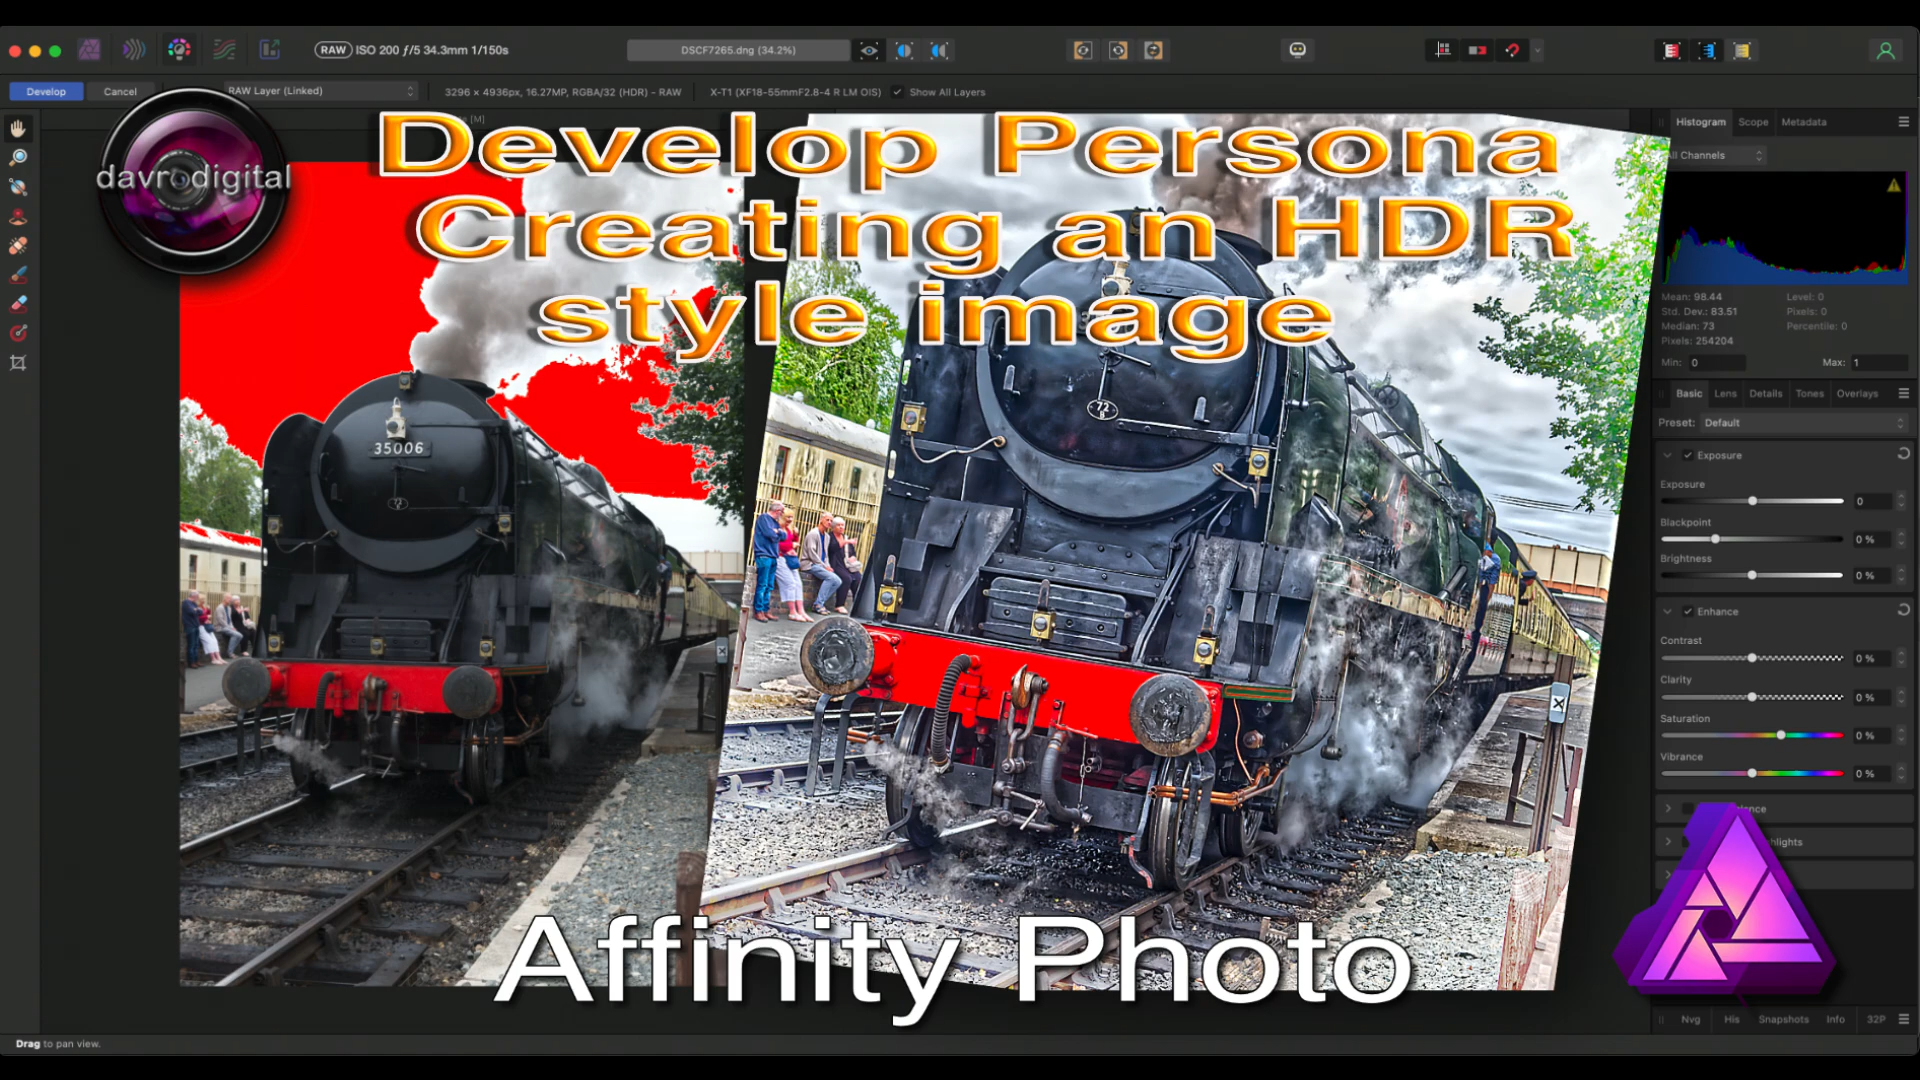 RAW ISO 200 ƒ/5 34.3mm 1/150s
DSCF7265.dng (34.2%)
Develop
Cancel
RAW Layer (Linked)
3296 × 4936px, 16.27MP, RGBA/32 (HDR) - RAW
X-T1 (XF18-55mmF2.8-4 R LM OIS)
Show All Layers
[M]
davrodigital
Develop Persona
Creating an HDR
style image
35006
72
B
X
X
Affinity Photo
Histogram
Scope
Metadata
All Channels
Mean: 98.44
Std. Dev.: 83.51
Median: 73
Pixels: 254204
Level: 0
Pixels: 0
Percentile: 0
Min: 0
Max: 1
Basic
Lens
Details
Tones
Overlays
Preset: Default
Exposure
Exposure
0
Blackpoint
0 %
Brightness
0 %
Enhance
Contrast
0 %
Clarity
0 %
Saturation
0 %
Vibrance
0 %
Nvg
His
Snapshots
Info
32P
Drag to pan view.